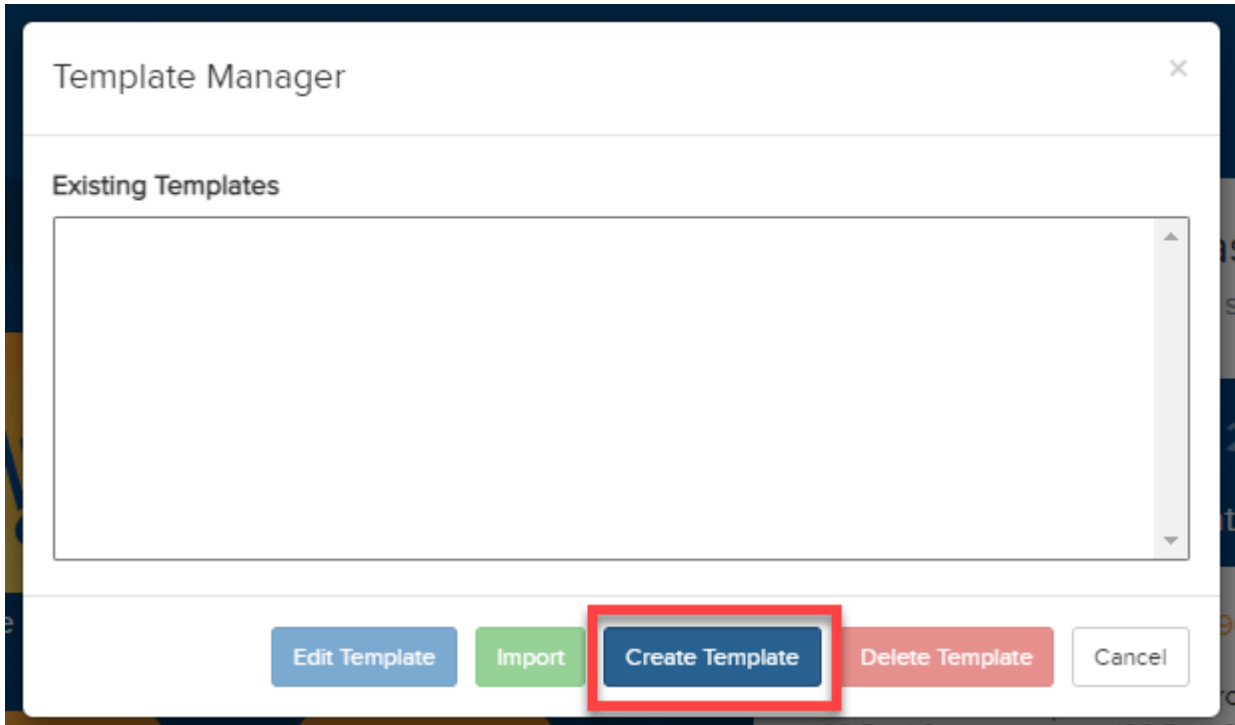 Template Manager
×
Existing Templates
Edit Template
Import
Create Template
Delete Template
Cancel